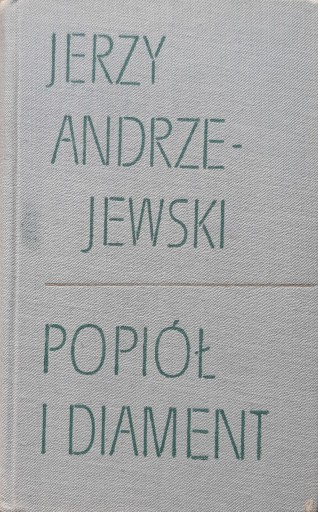 JERZY
ANDRZE-
JEWSKI
POPIÓŁ
I DIAMENT